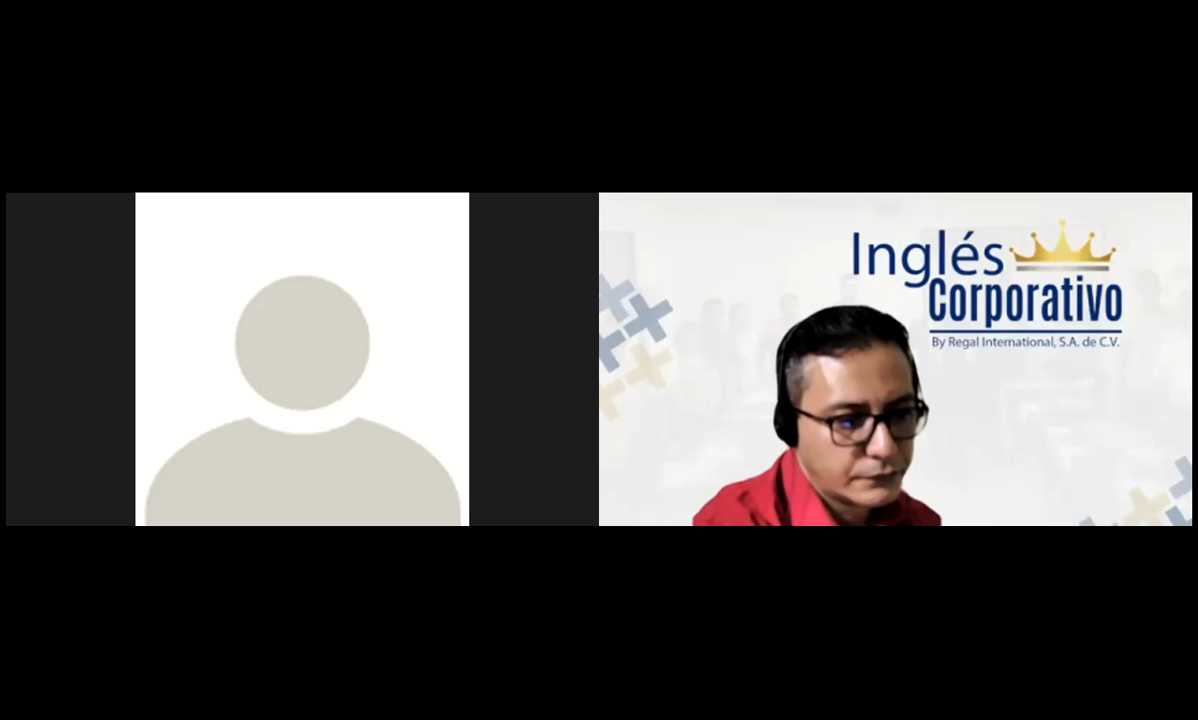 Inglés
Corporativo
By Regal International, S.A. de C.V.